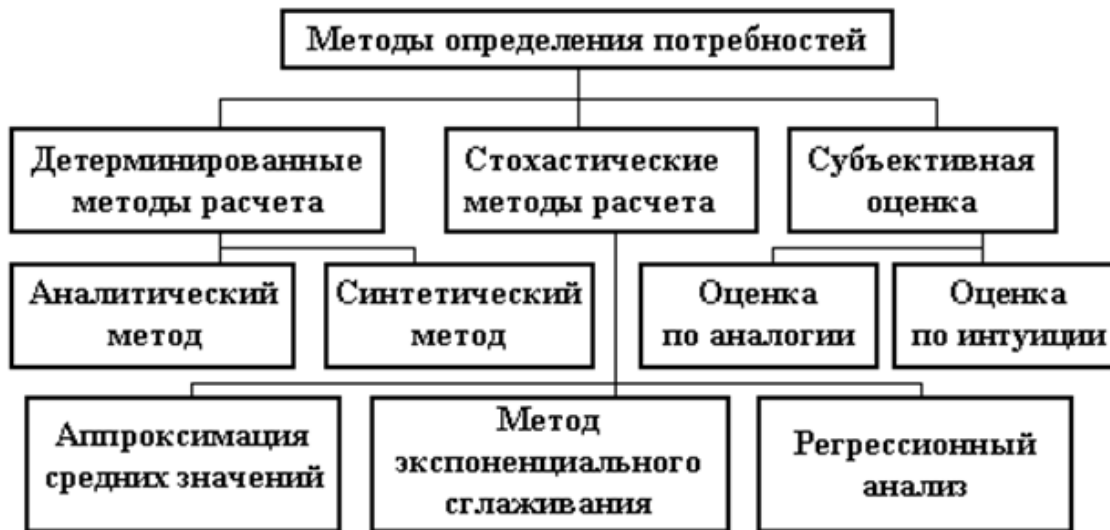 Методы определения потребностей
Детерминированные
методы расчета
Стохастические
методы расчета
Субъективная
оценка
Аналитический
метод
Синтетический
метод
Оценка
по аналогии
Оценка
по интуиции
Аппроксимация
средних значений
Метод
экспоненциального
сглаживания
Регрессионный
анализ